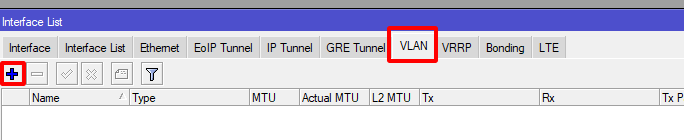 Interface List
Interface Interface List Ethernet EoIP Tunnel IP Tunnel GRE Tunnel VLAN VRRP Bonding LTE
Name Type MTU Actual MTU L2 MTU Tx Rx Tx P